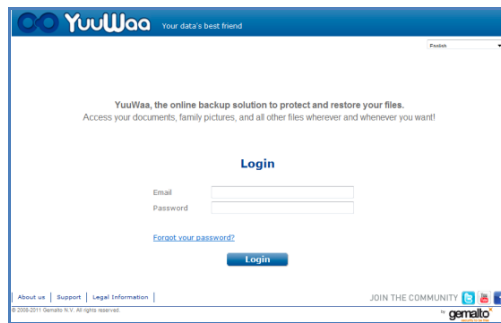 YuuWaa Your data's best friend
English
YuuWaa, the online backup solution to protect and restore your files.
Access your documents, family pictures, and all other files wherever and whenever you want!
Login
Email
Password
Forgot your password?
Login
About us | Support | Legal Information |
JOIN THE COMMUNITY
© 2009-2011 Gemalto N.V. All rights reserved.
by gemalto